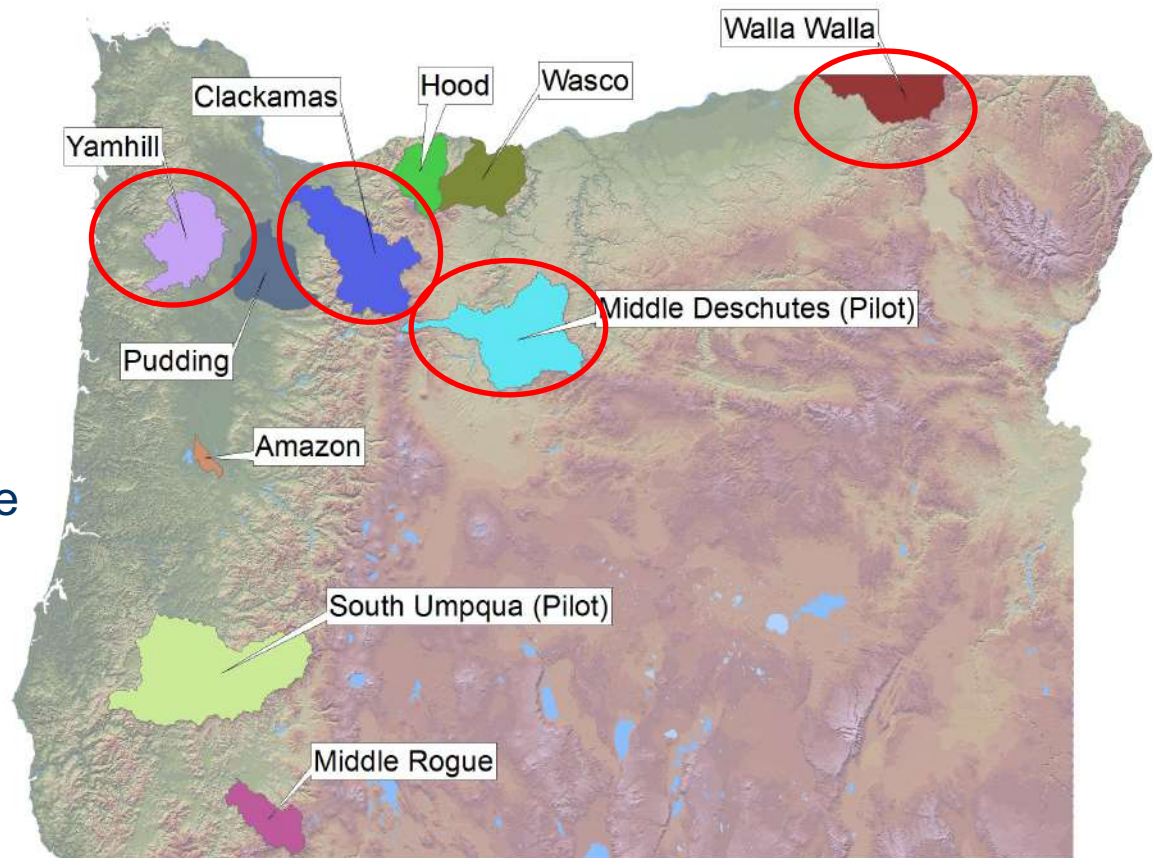 Walla Walla
Hood
Wasco
Clackamas
Yamhill
Middle Deschutes (Pilot)
Pudding
Amazon
e
South Umpqua (Pilot)
Middle Rogue